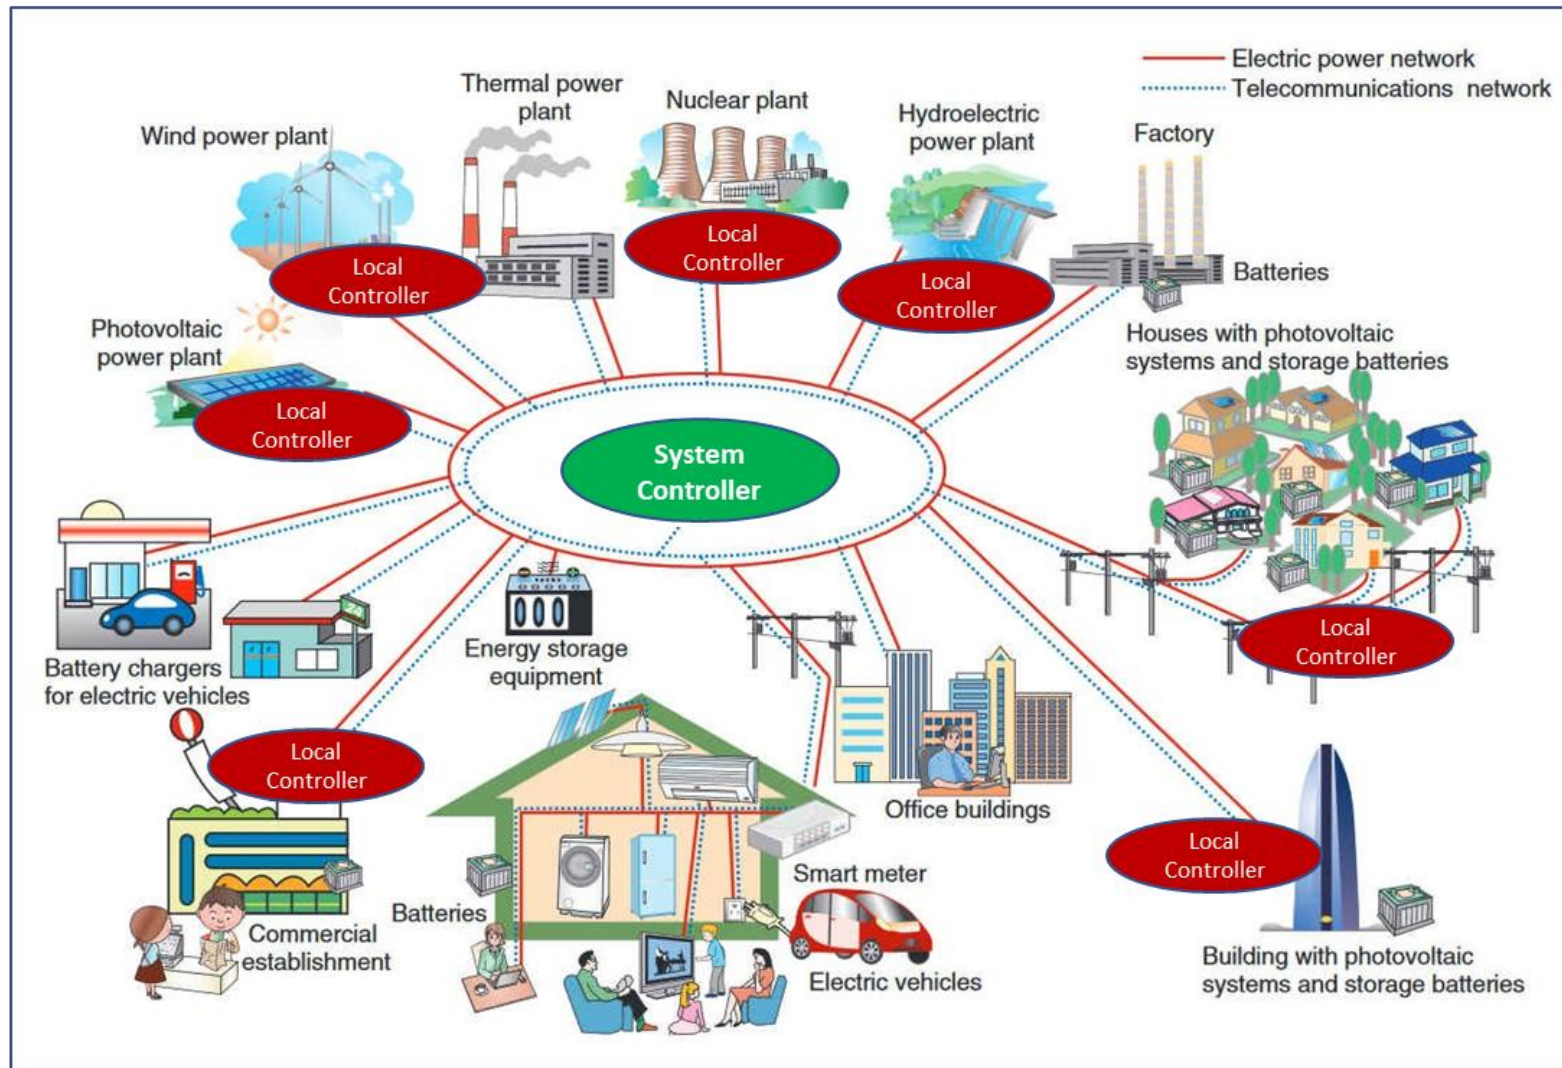 Electric power network
Telecommunications network
Thermal power
plant
Nuclear plant
Hydroelectric
power plant
Factory
Wind power plant
Local
Controller
Local
Controller
Local
Controller
Batteries
Photovoltaic
power plant
Local
Controller
Houses with photovoltaic
systems and storage batteries
System
Controller
Battery chargers
for electric vehicles
Energy storage
equipment
Local
Controller
Local
Controller
Office buildings
Local
Controller
Smart meter
Batteries
Commercial
establishment
Electric vehicles
Building with photovoltaic
systems and storage batteries